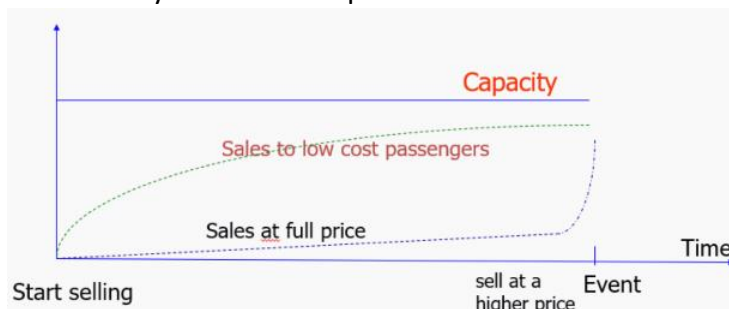 Capacity
Sales to low cost passengers
Sales at full price
Time
Start selling
sell at a
higher price
Event